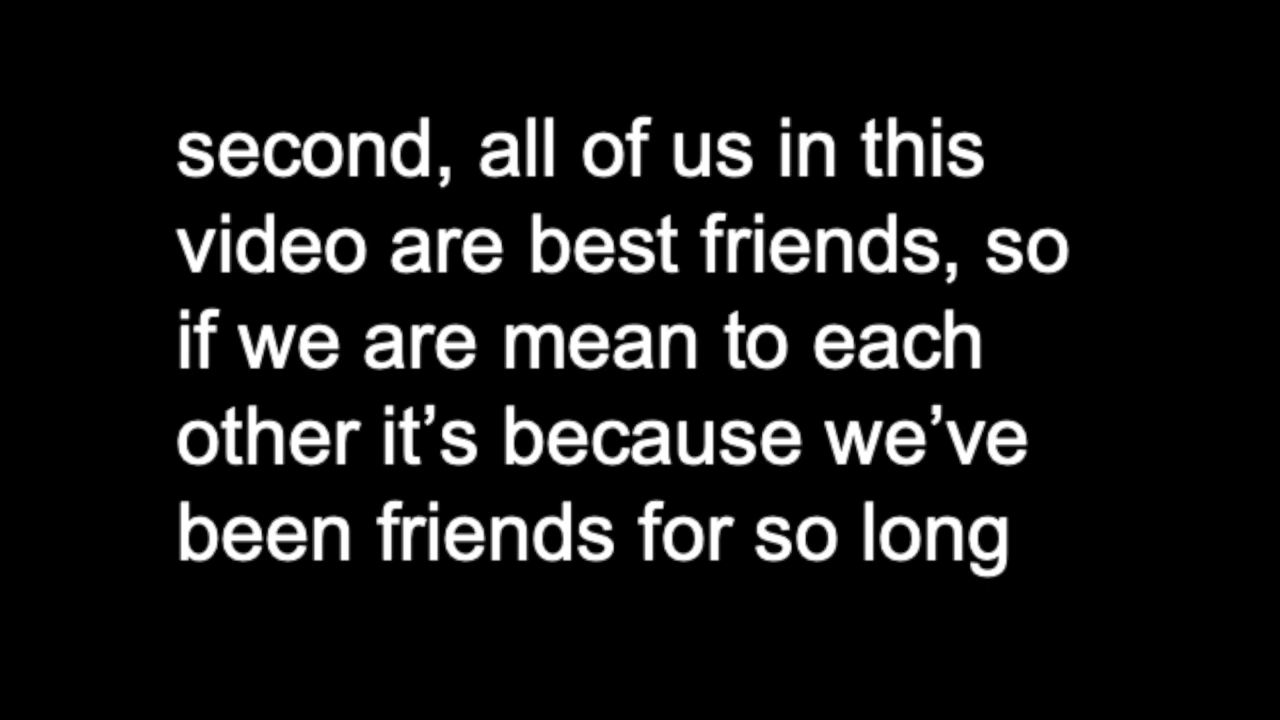 second, all of us in this
video are best friends, so
if we are mean to each
other it’s because we’ve
been friends for so long